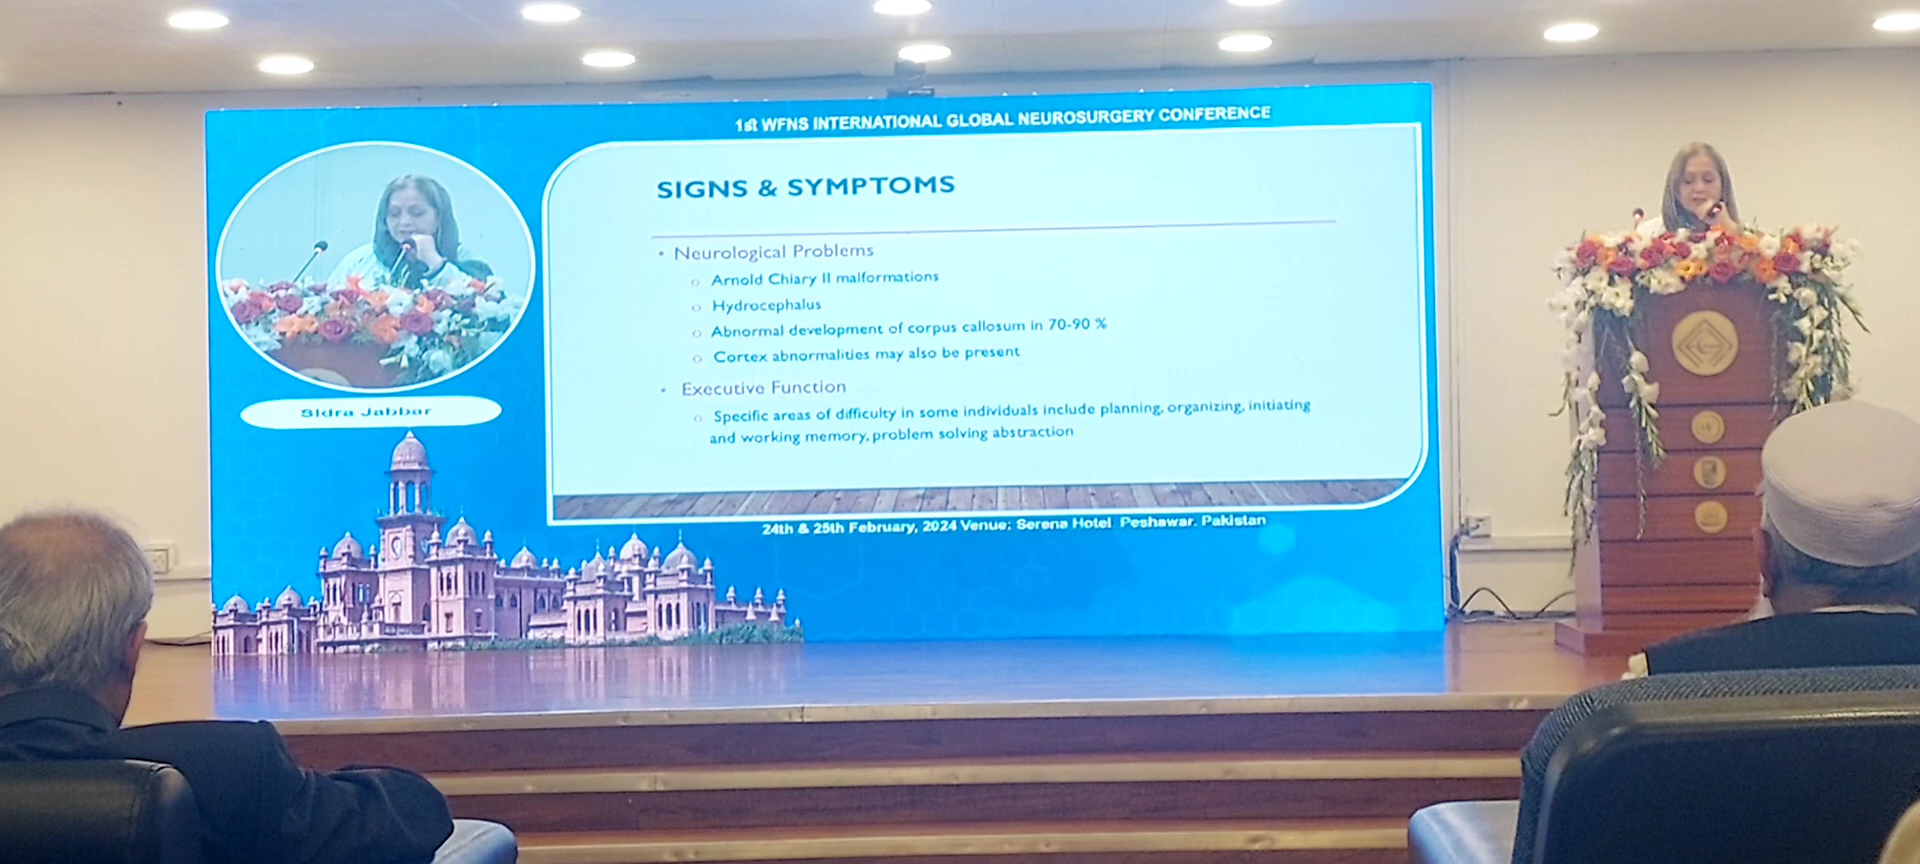 1st WFNS INTERNATIONAL GLOBAL NEUROSURGERY CONFERENCE
SIGNS & SYMPTOMS
• Neurological Problems
○ Arnold Chiary II malformations
○ Hydrocephalus
○ Abnormal development of corpus callosum in 70-90 %
○ Cortex abnormalities may also be present
• Executive Function
○ Specific areas of difficulty in some individuals include planning, organizing, initiating
and working memory, problem solving abstraction
Sidra Jabbar
24th & 25th February, 2024 Venue: Serena Hotel Peshawar. Pakistan